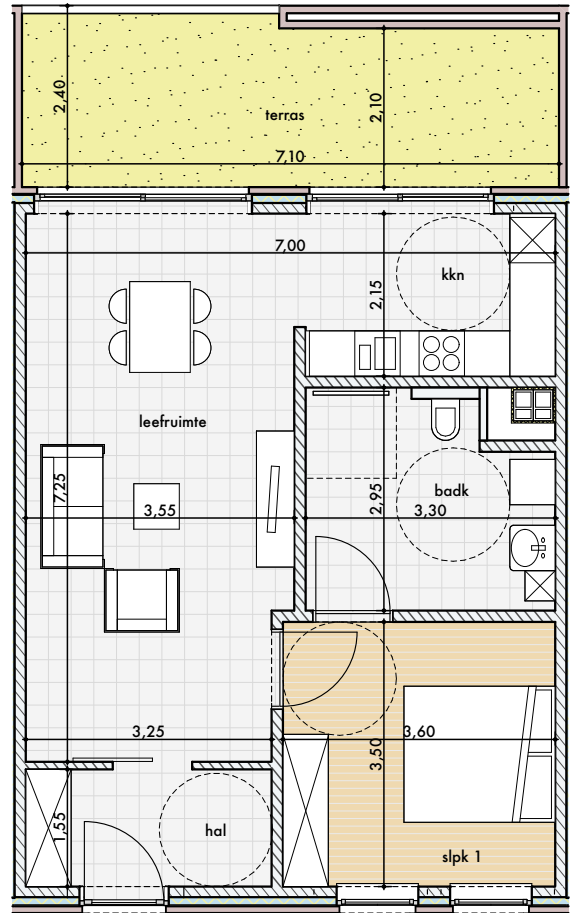 2,40
2,10
terras
7,10
7,00
kkn
2,15
leefruimte
7,25
3,55
2,95
badk
3,30
3,25
3,50
3,60
1,55
hal
slpk 1